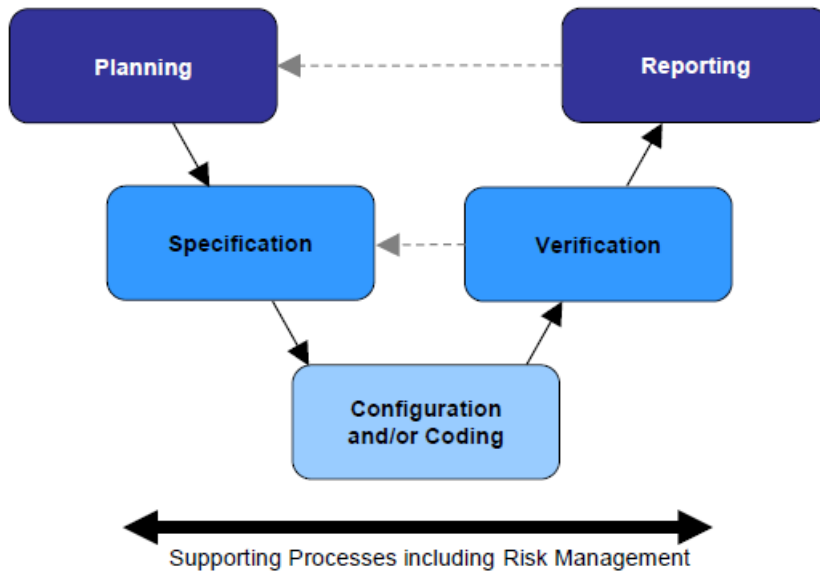 Planning
Reporting
Specification
Verification
Configuration
and/or Coding
Supporting Processes including Risk Management